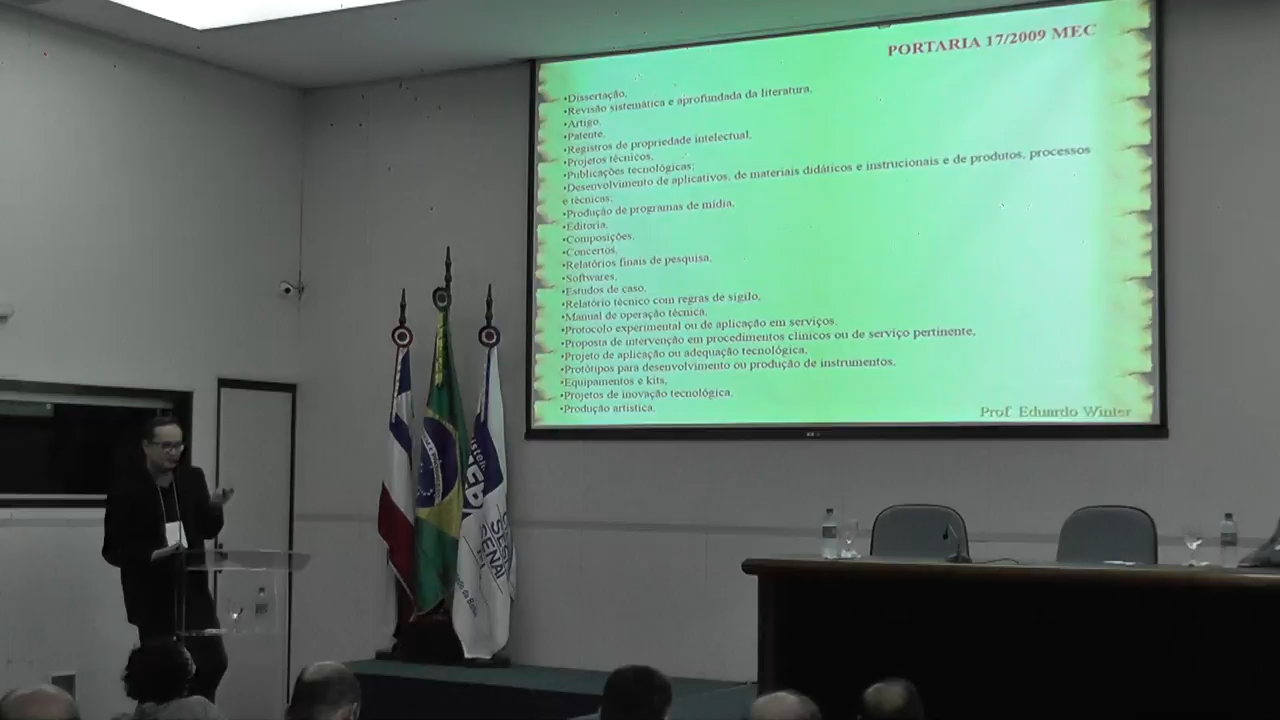 PORTARIA 17/2009 MEC
•Dissertação,
•Revisão sistemática e aprofundada da literatura,
•Artigo,
•Patente,
•Registros de propriedade intelectual,
•Projetos técnicos,
•Publicações tecnológicas;
•Desenvolvimento de aplicativos, de materiais didáticos e instrucionais e de produtos, processos
e técnicas;
•Produção de programas de mídia,
•Editoria,
•Composições,
•Concertos,
•Relatórios finais de pesquisa,
•Softwares,
•Estudos de caso,
•Relatório técnico com regras de sigilo,
•Manual de operação técnica,
•Protocolo experimental ou de aplicação em serviços,
•Proposta de intervenção em procedimentos clínicos ou de serviço pertinente,
•Projeto de aplicação ou adequação tecnológica,
•Protótipos para desenvolvimento ou produção de instrumentos,
•Equipamentos e kits,
•Projetos de inovação tecnológica,
•Produção artística,
Prof. Eduardo Winter
SENAI